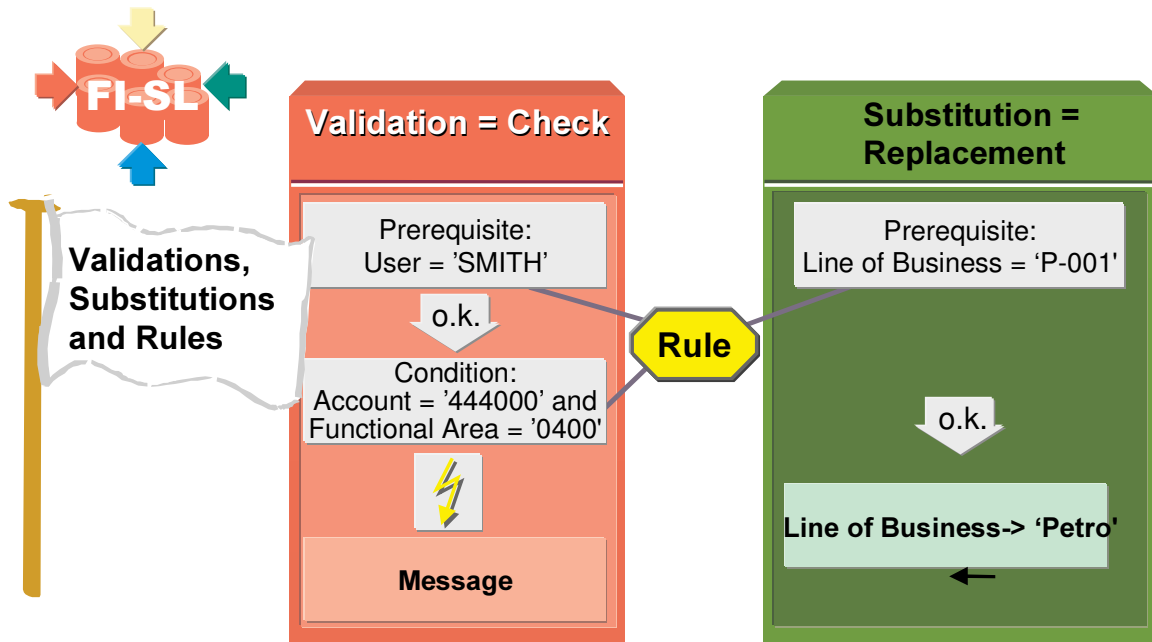 FI-SL
Validations,
Substitutions
and Rules
Validation = Check
Prerequisite:
User = ’SMITH’
o.k.
Condition:
Account = ’444000’ and
Functional Area = ’0400'
Message
Rule
Substitution =
Replacement
Prerequisite:
Line of Business = ‘P-001'
o.k.
Line of Business-> ‘Petro'